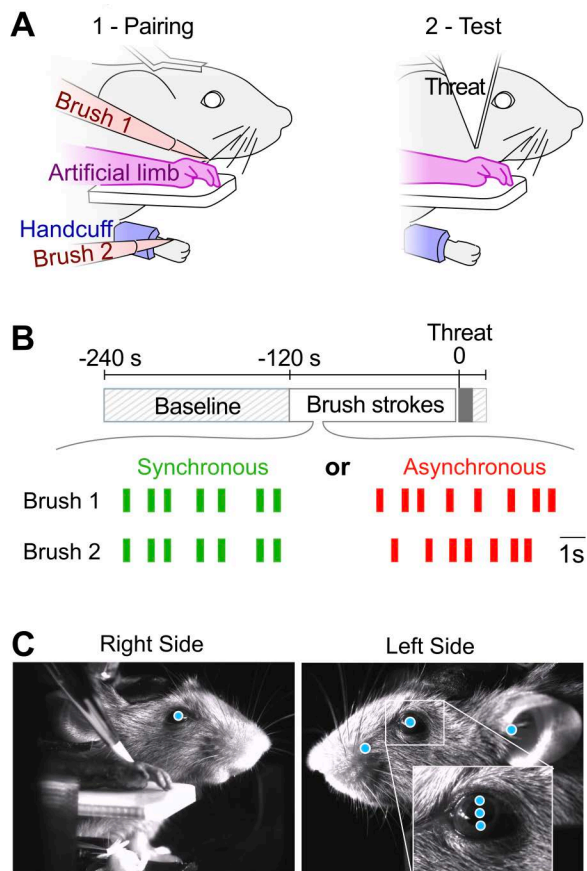 A
1 - Pairing
2 - Test
Brush 1
Threat
Artificial limb
Handcuff
Brush 2
B
Threat
-240 s
-120 s
0
Baseline
Brush strokes
Synchronous
or
Asynchronous
Brush 1
Brush 2
1s
C
Right Side
Left Side